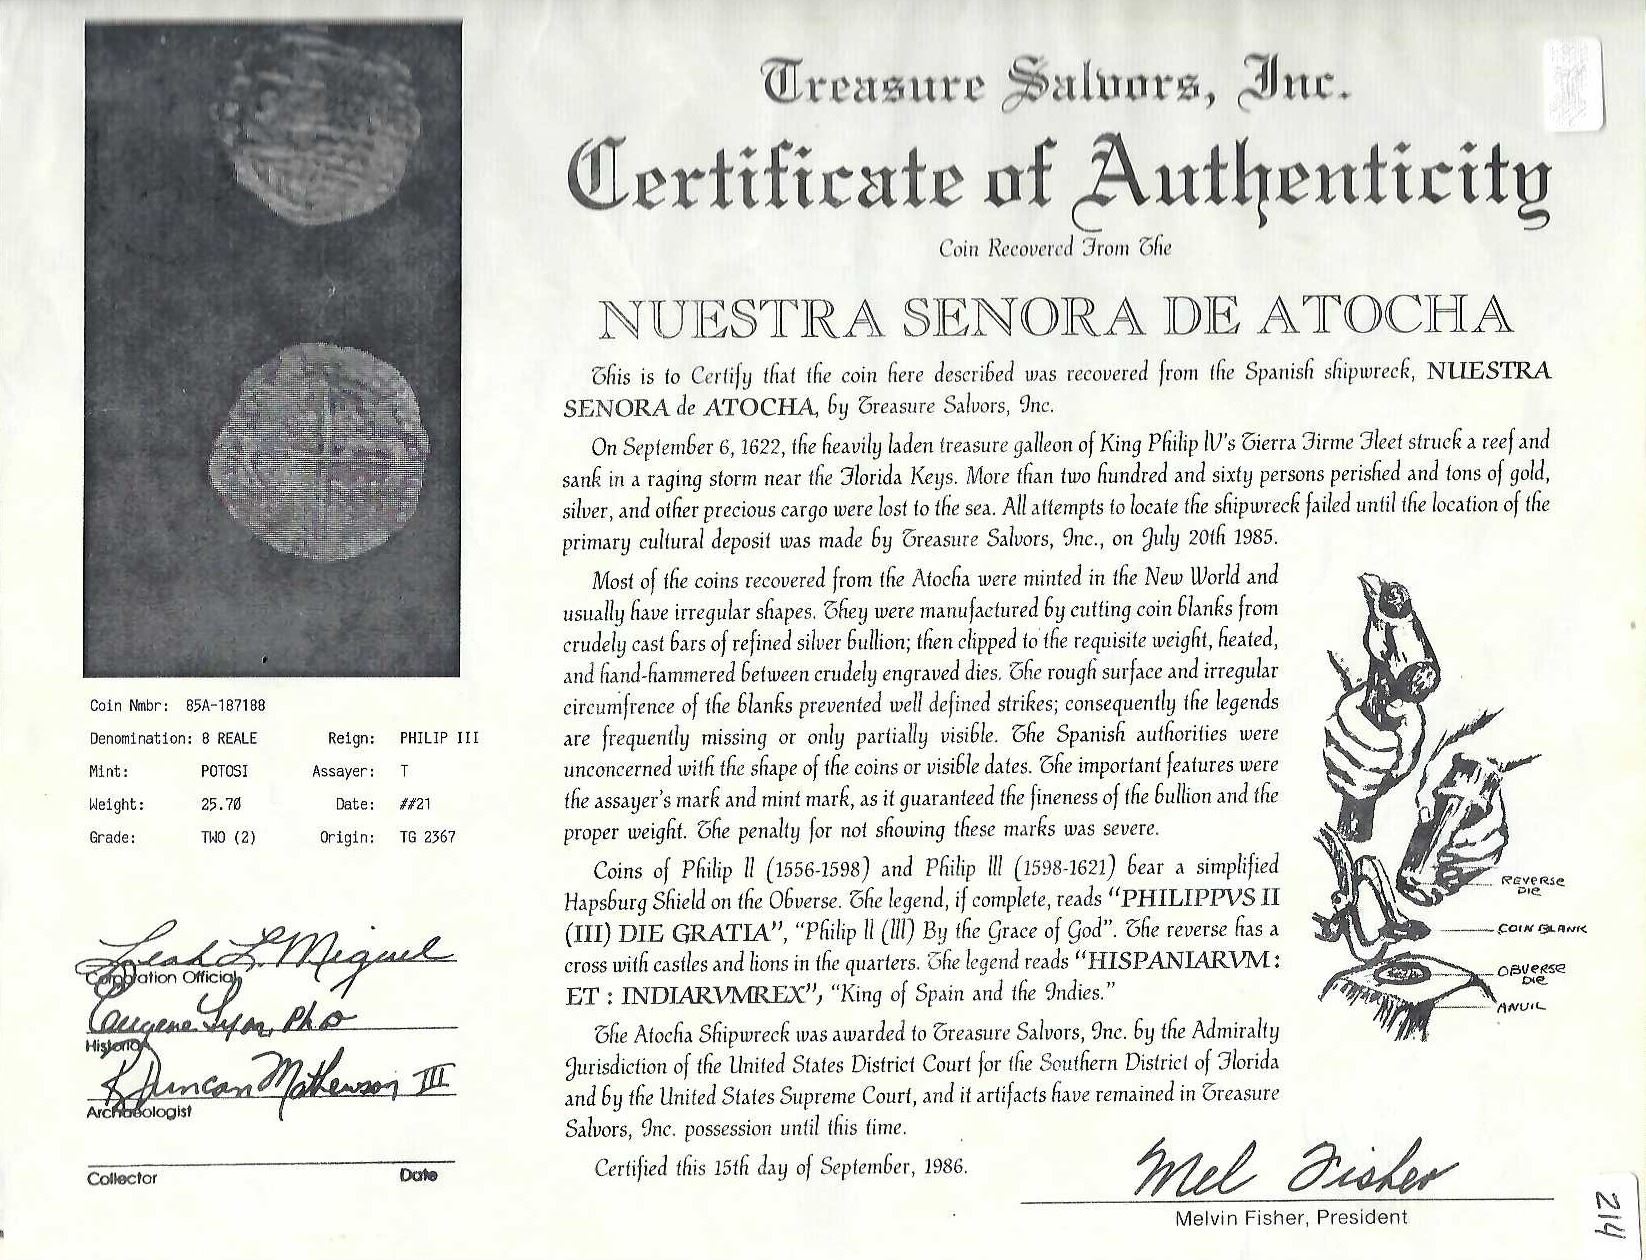 Treasure Salvors, Inc.
Certificate of Authenticity
Coin Recovered From The
NUESTRA SENORA DE ATOCHA
This is to Certify that the coin here described was recovered from the Spanish shipwreck, NUESTRA
SENORA de ATOCHA, by Treasure Salvors, Inc.
On September 6, 1622, the heavily laden treasure galleon of King Philip IV's Tierra Firme Fleet struck a reef and
sank in a raging storm near the Florida Keys. More than two hundred and sixty persons perished and tons of gold,
silver, and other precious cargo were lost to the sea. All attempts to locate the shipwreck failed until the location of the
primary cultural deposit was made by Treasure Salvors, Inc., on July 20th 1985.
Most of the coins recovered from the Atocha were minted in the New World and
usually have irregular shapes. They were manufactured by cutting coin blanks from
crudely cast bars of refined silver bullion; then clipped to the requisite weight, heated,
and hand-hammered between crudely engraved dies. The rough surface and irregular
circumfrence of the blanks prevented well defined strikes; consequently the legends
are frequently missing or only partially visible. The Spanish authorities were
unconcerned with the shape of the coins or visible dates. The important features were
the assayer's mark and mint mark, as it guaranteed the fineness of the bullion and the
proper weight. The penalty for not showing these marks was severe.
Coins of Philip II (1556-1598) and Philip III (1598-1621) bear a simplified
Hapsburg Shield on the Obverse. The legend, if complete, reads "PHILIPPVS II
(III) DIE GRATIA", "Philip II (III) By the Grace of God". The reverse has a
cross with castles and lions in the quarters. The legend reads "HISPANIARVM :
ET : INDIARVMREX", "King of Spain and the Indies."
The Atocha Shipwreck was awarded to Treasure Salvors, Inc. by the Admiralty
Jurisdiction of the United States District Court for the Southern District of Florida
and by the United States Supreme Court, and it artifacts have remained in Treasure
Salvors, Inc. possession until this time.
Certified this 15th day of September, 1986.
Mel Fisher
Melvin Fisher, President
REVERSE
DIE
COIN BLANK
OBVERSE
DIE
ANVIL
Coin Nmbr: 85A-187188
Denomination: 8 REALE Reign: PHILIP III
Mint: POTOSI Assayer: T
Weight: 25.70 Date: ##21
Grade: TWO (2) Origin: TG 2367
Leah L. Miguel
Corporation Official
Eugene Lyon, PhD
Historian
R Duncan Mathewson III
Archaeologist
Collector Date
214